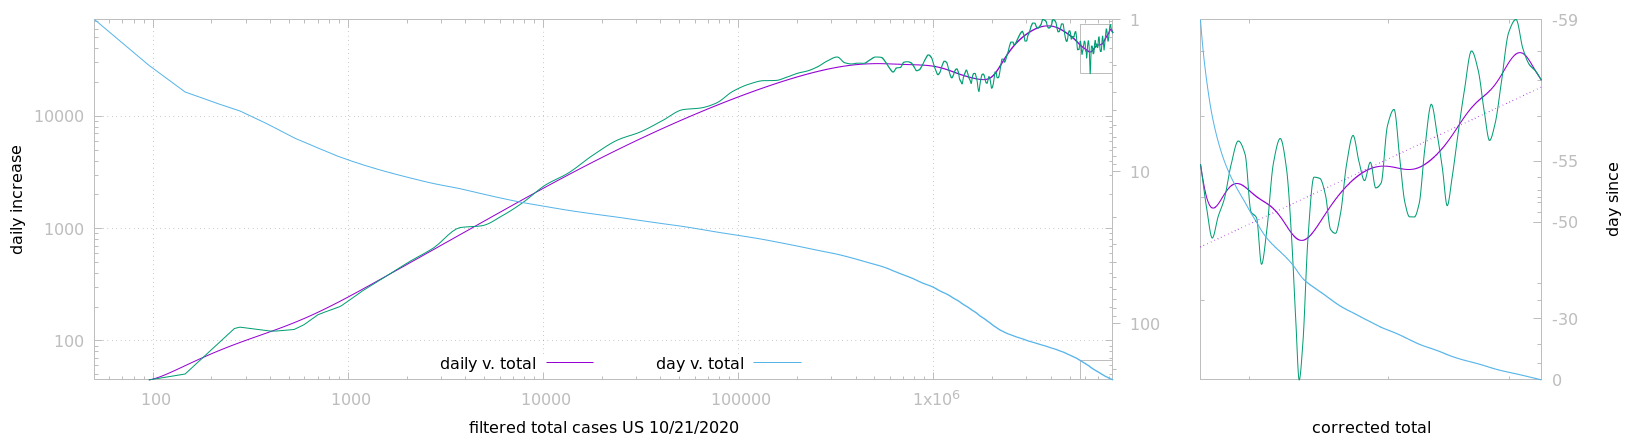 daily increase
10000
1000
100
100
1000
10000
100000
1x10^6
1
10
100
daily v. total
day v. total
filtered total cases US 10/21/2020
-59
-55
-50
-30
0
day since
corrected total